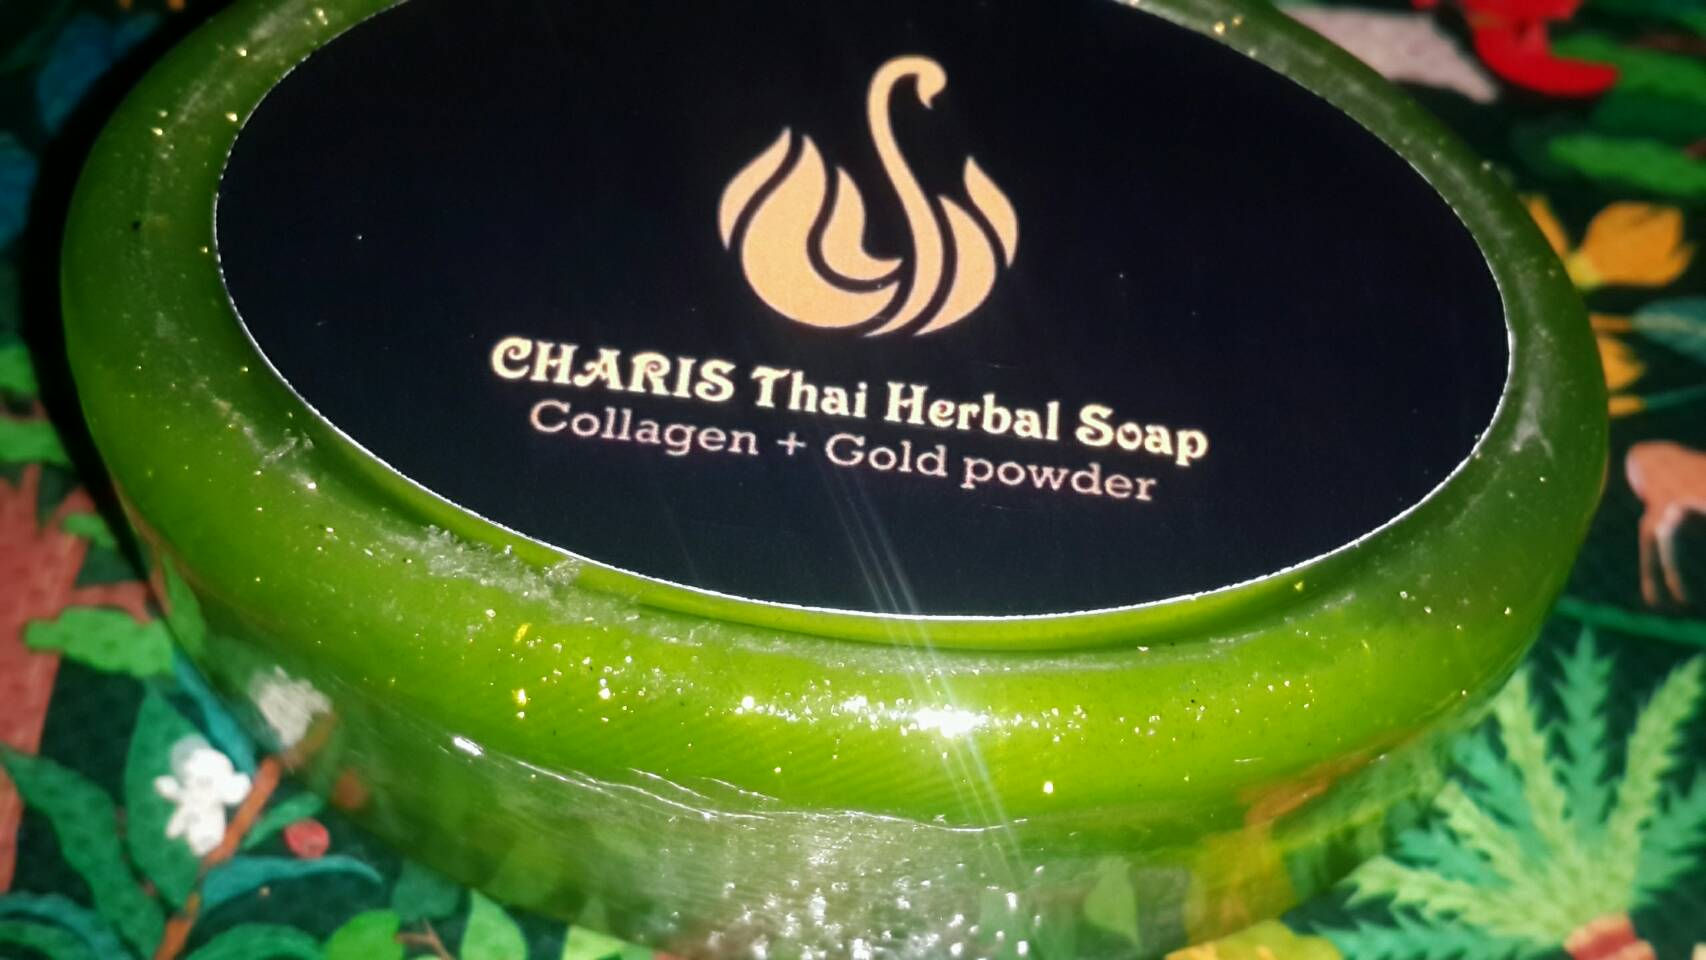 CHARIS Thai Herbal Soap
Collagen + Gold powder